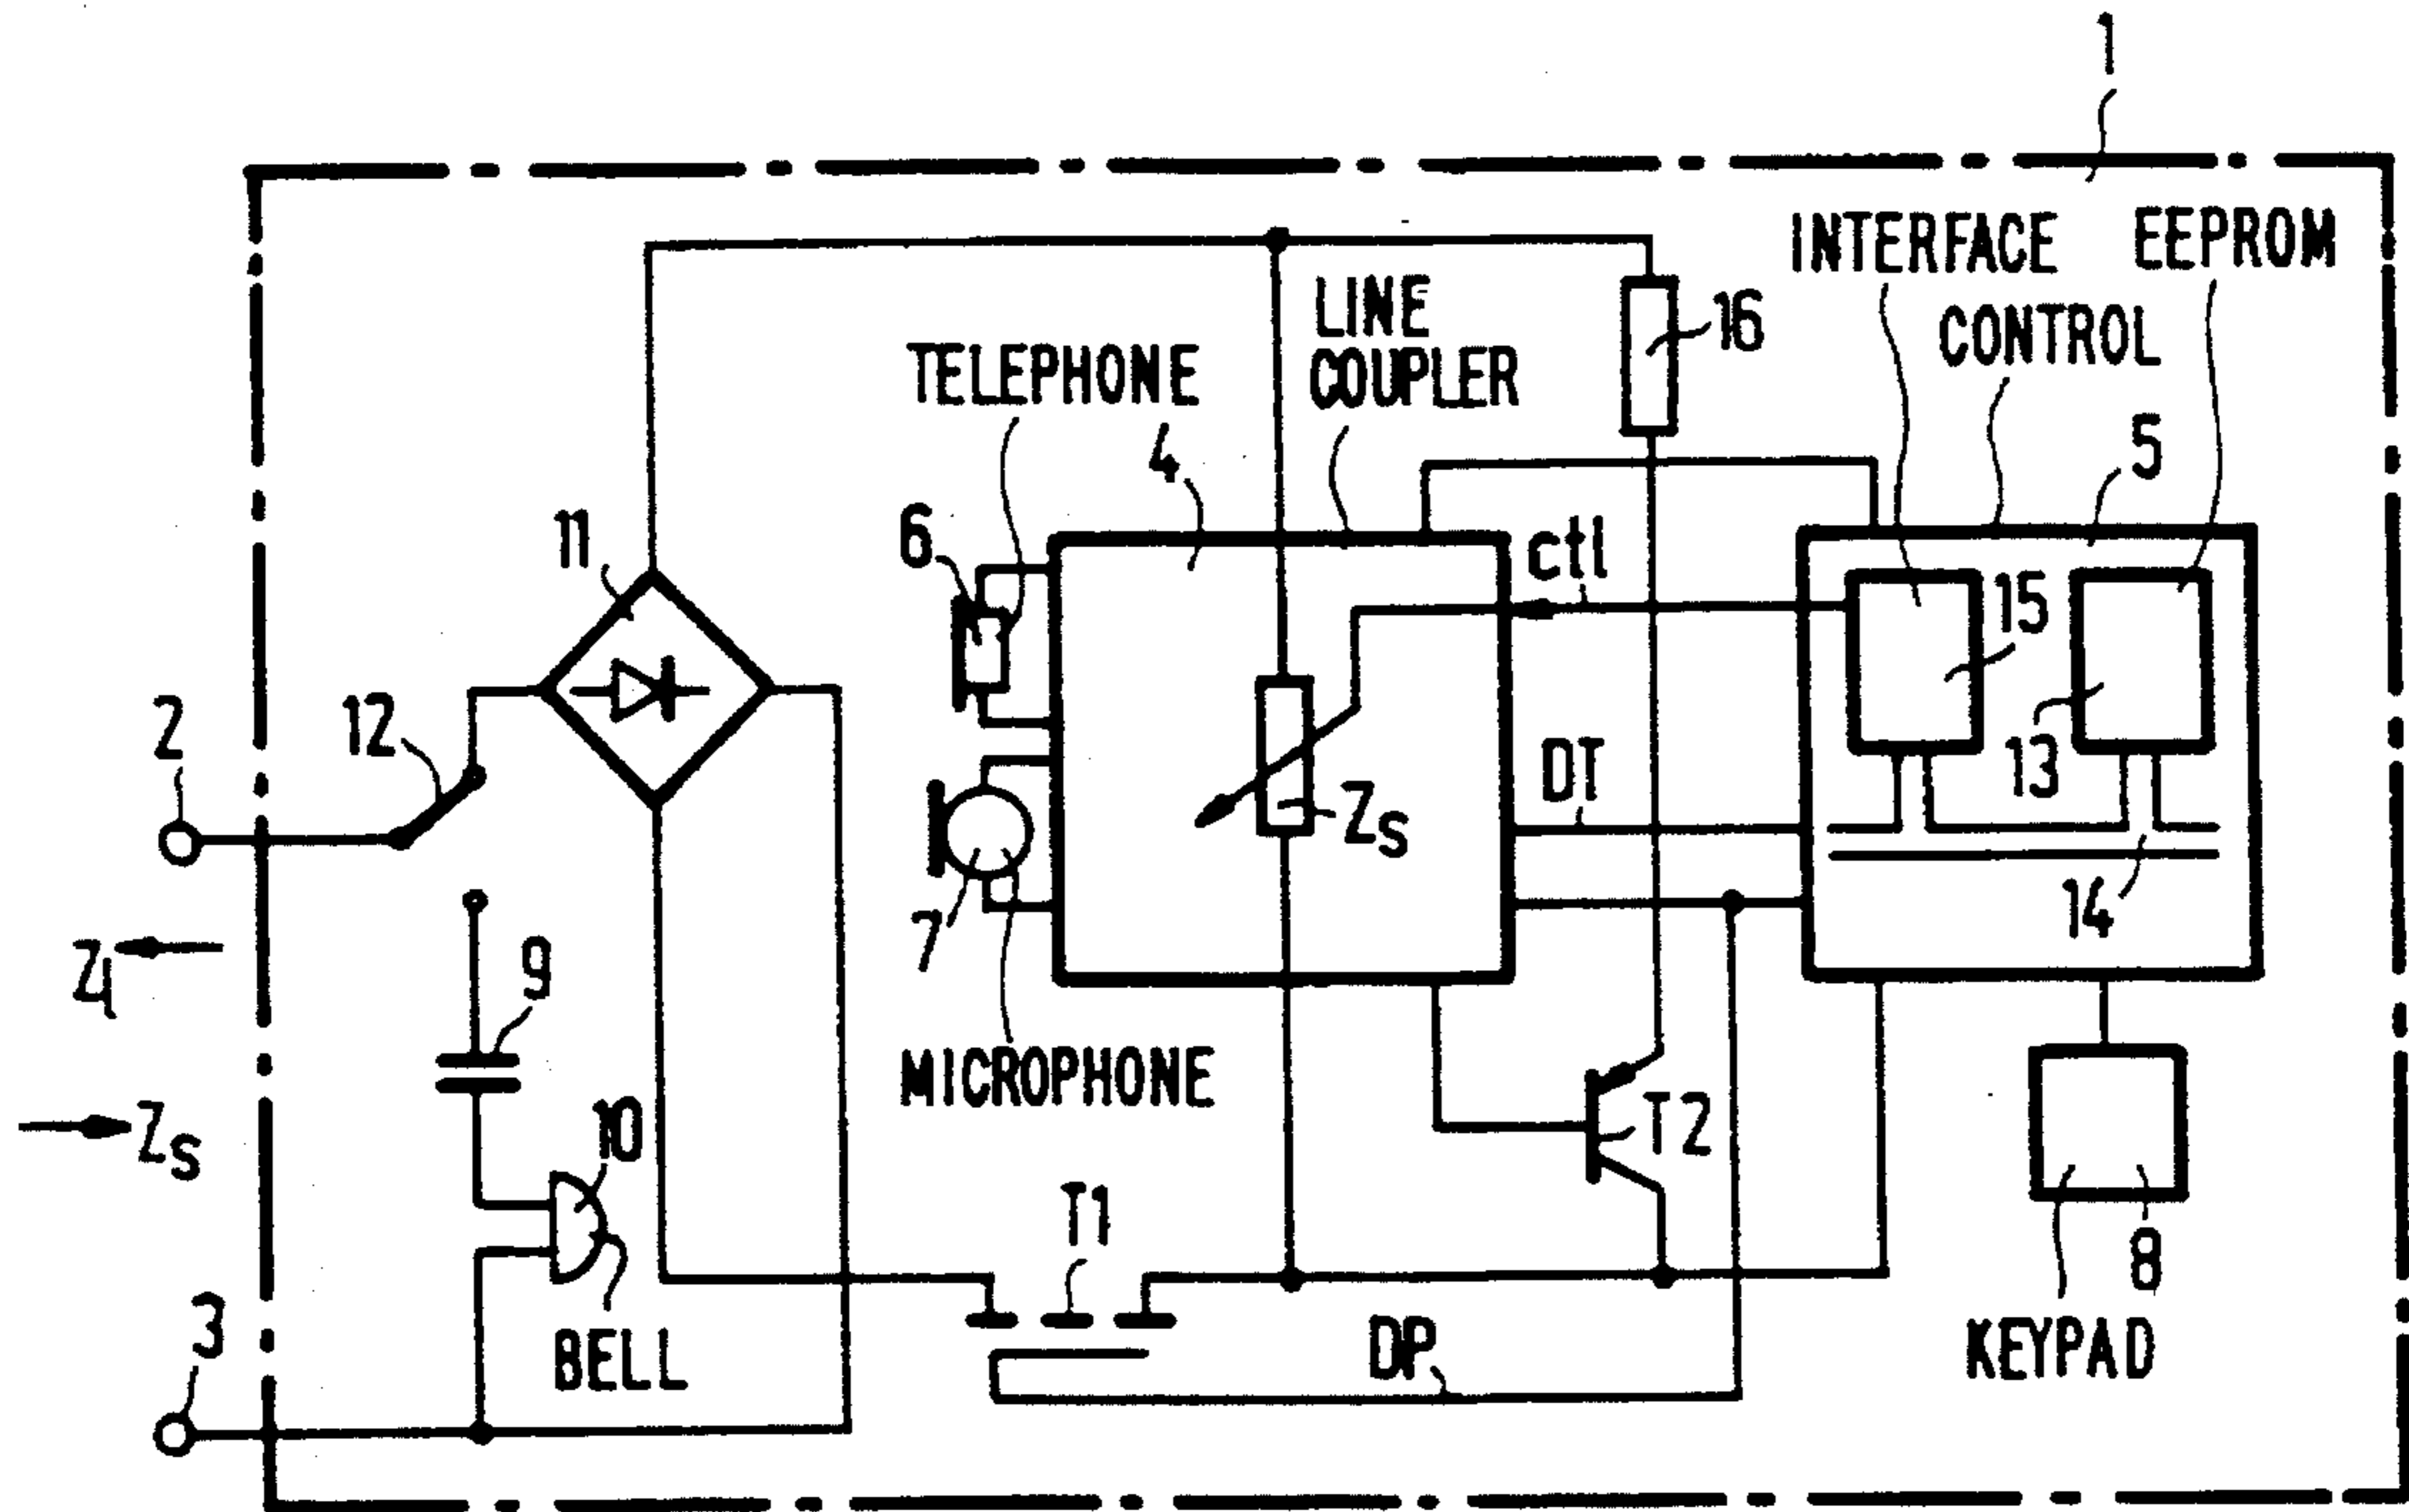 1
INTERFACE EEPROM
LINE
CONTROL
16
TELEPHONE
COUPLER
4
5
11
6
ctl
15
2
12
DT
13
Zs
14
7
Zl
9
MICROPHONE
Zs
10
T2
T1
8
3
BELL
DP
KEYPAD